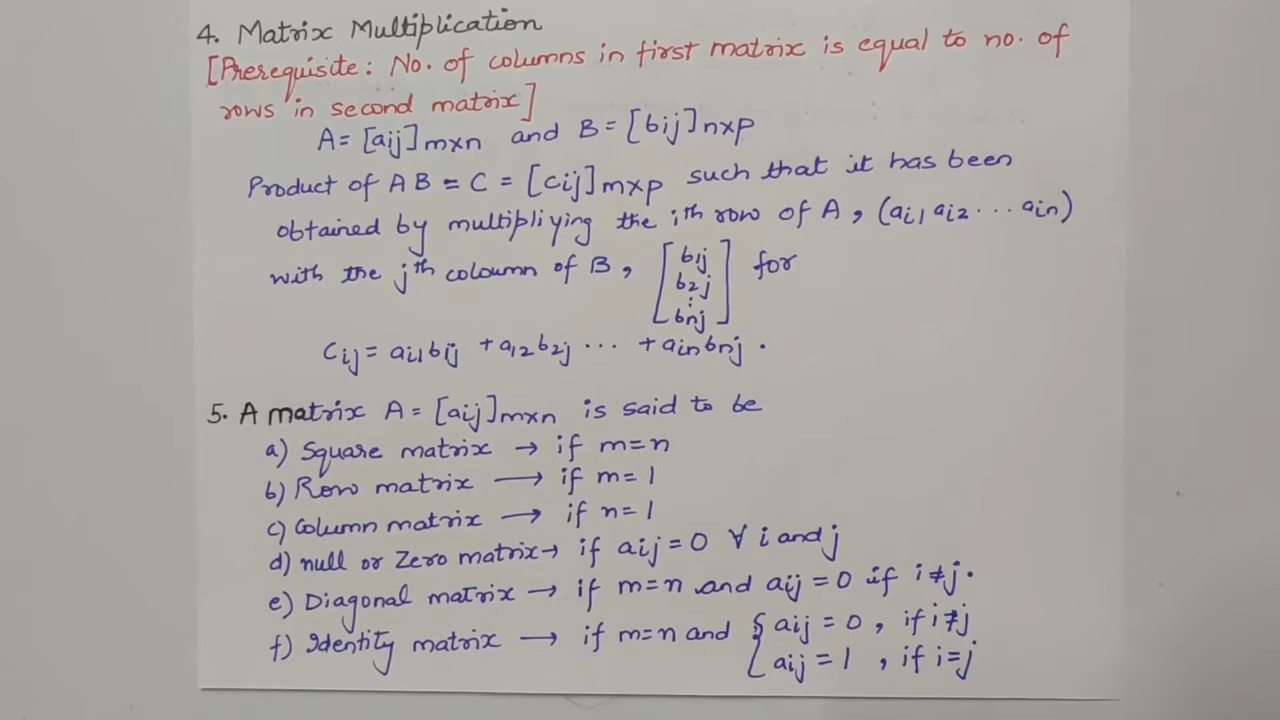 4. Matrix Multiplication
[Prerequisite: No. of columns in first matrix is equal to no. of
rows in second matrix]
A = [aij]m×n and B = [bij]n×p
Product of AB = C = [cij]m×p such that it has been
obtained by multipliying the ith row of A, (ai1 ai2 ... ain)
with the jth coloumn of B, [b1j b2j ⋮ bnj] for
Cij = ai1bij + a12b2j ... + ainbnj.
5. A matrix A = [aij]m×n is said to be
a) Square matrix → if m=n
b) Row matrix → if m=1
c) Column matrix → if n=1
d) null or Zero matrix → if aij = 0 ∀ i and j
e) Diagonal matrix → if m=n and aij = 0 if i≠j.
f) Identity matrix → if m=n and { aij = 0, if i≠j
aij = 1, if i=j